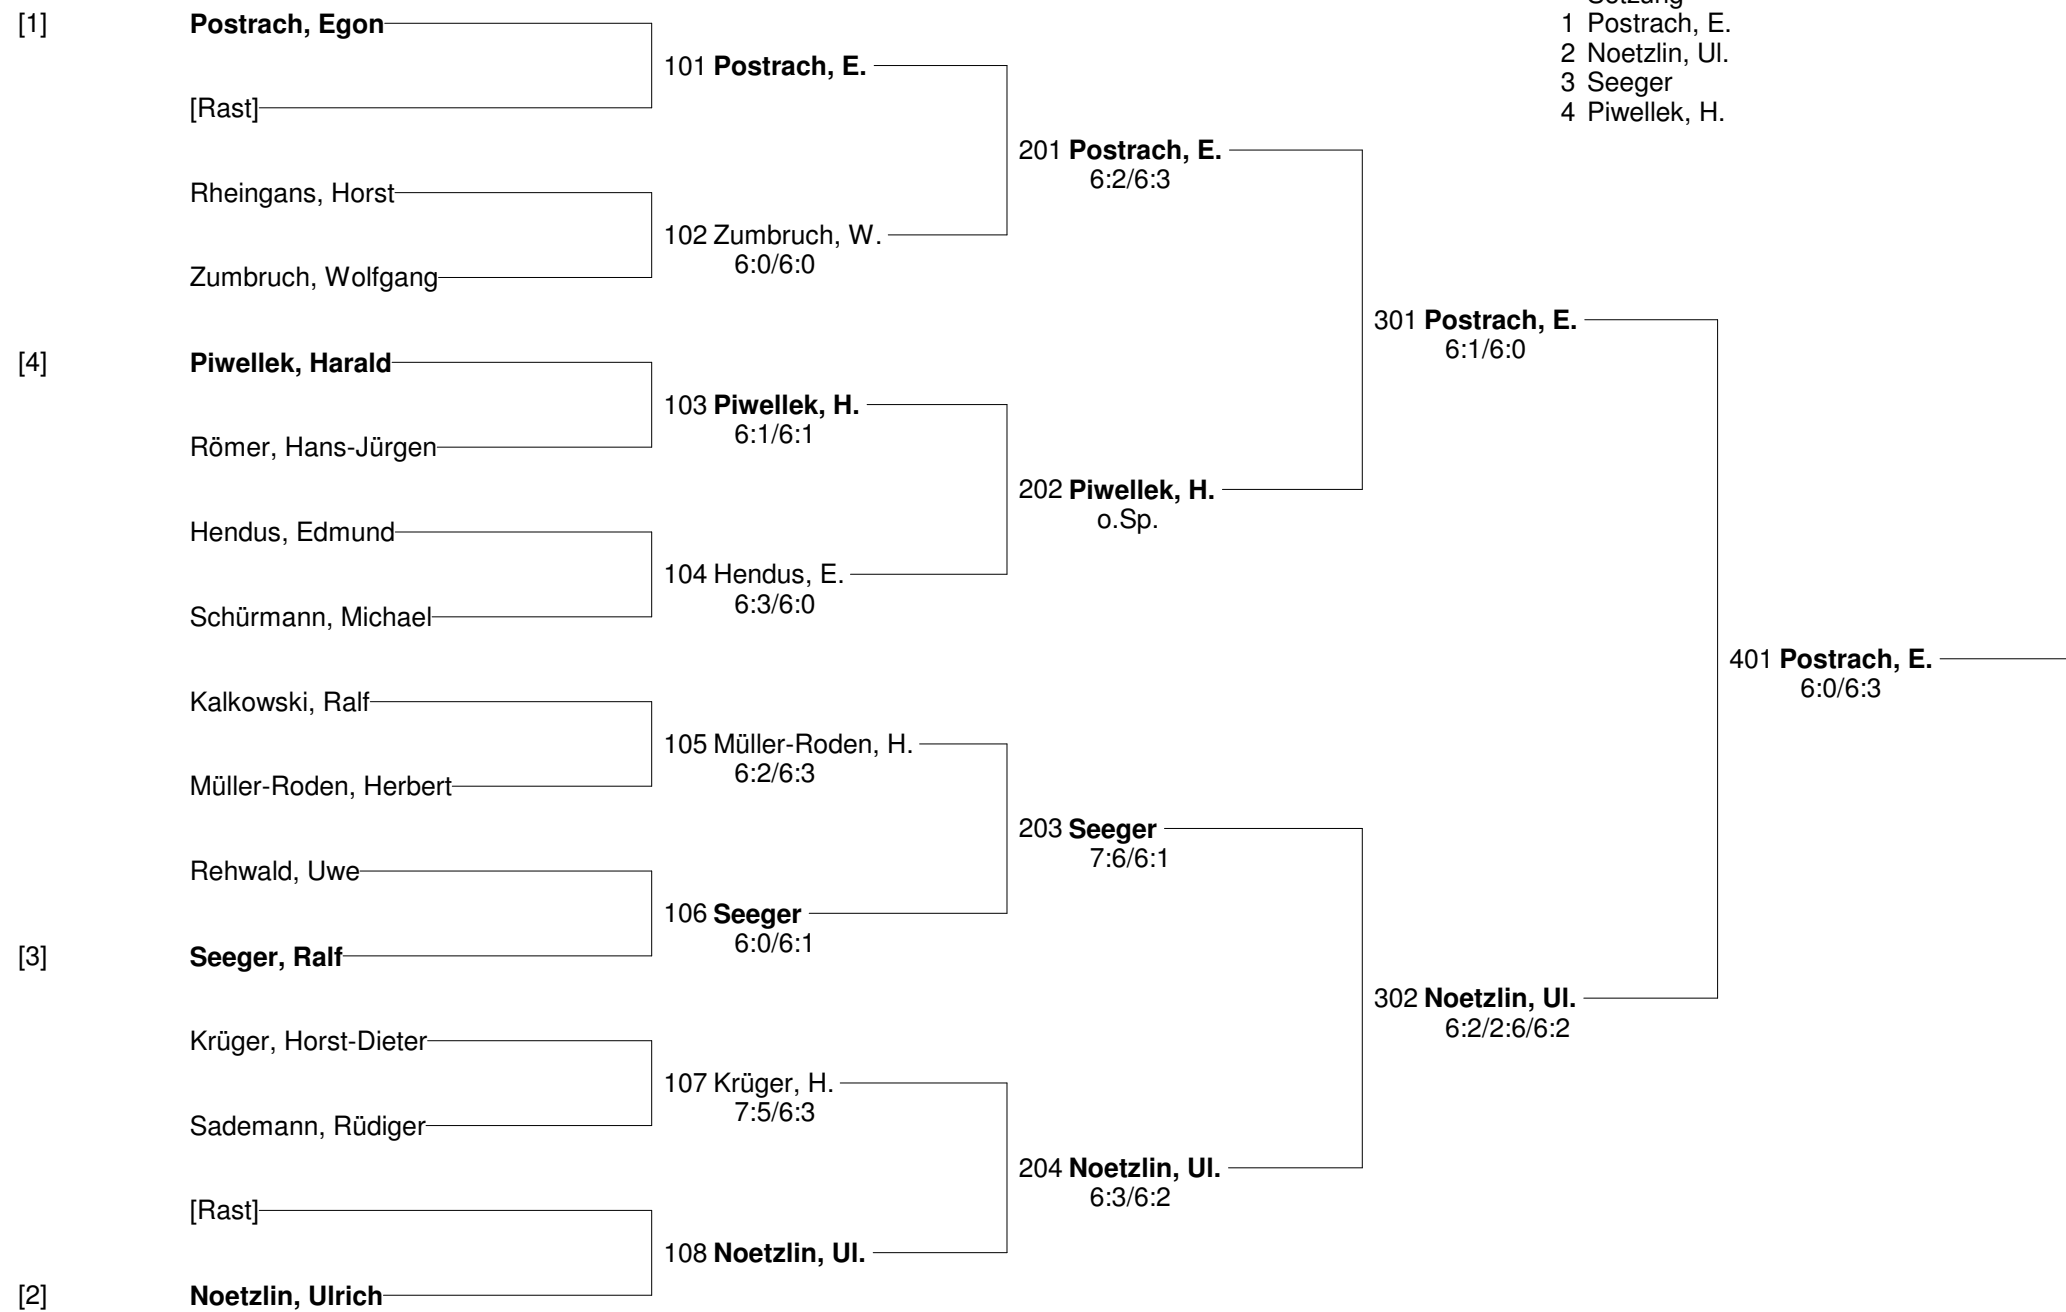 Setzung
1 Postrach, E.
2 Noetzlin, Ul.
3 Seeger
4 Piwellek, H.
[1] Postrach, Egon
101 Postrach, E.
[Rast]
201 Postrach, E.
6:2/6:3
Rheingans, Horst
102 Zumbruch, W.
6:0/6:0
Zumbruch, Wolfgang
301 Postrach, E.
6:1/6:0
[4] Piwellek, Harald
103 Piwellek, H.
6:1/6:1
Römer, Hans-Jürgen
202 Piwellek, H.
o.Sp.
Hendus, Edmund
104 Hendus, E.
6:3/6:0
Schürmann, Michael
401 Postrach, E.
6:0/6:3
Kalkowski, Ralf
105 Müller-Roden, H.
6:2/6:3
Müller-Roden, Herbert
203 Seeger
7:6/6:1
Rehwald, Uwe
106 Seeger
6:0/6:1
[3] Seeger, Ralf
302 Noetzlin, Ul.
6:2/2:6/6:2
Krüger, Horst-Dieter
107 Krüger, H.
7:5/6:3
Sademann, Rüdiger
204 Noetzlin, Ul.
6:3/6:2
[Rast]
108 Noetzlin, Ul.
[2] Noetzlin, Ulrich